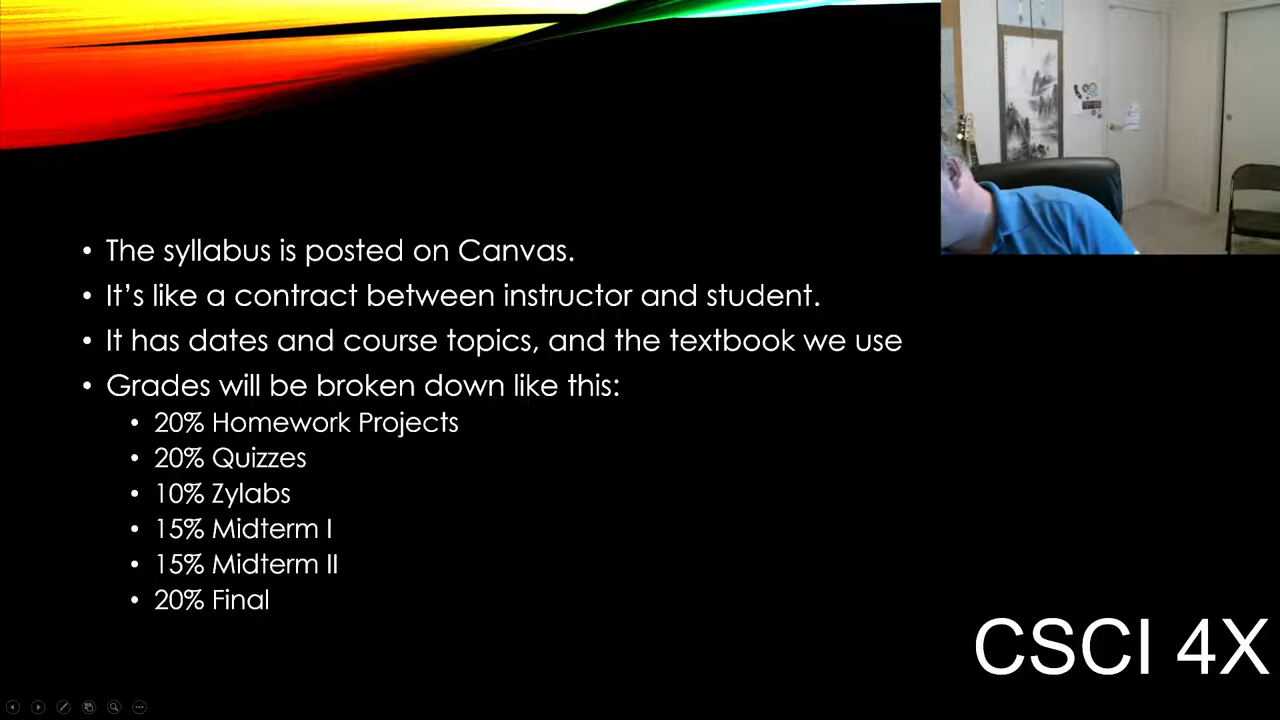 • The syllabus is posted on Canvas.
• It's like a contract between instructor and student.
• It has dates and course topics, and the textbook we use
• Grades will be broken down like this:
• 20% Homework Projects
• 20% Quizzes
• 10% Zylabs
• 15% Midterm I
• 15% Midterm II
• 20% Final
CSCI 4X